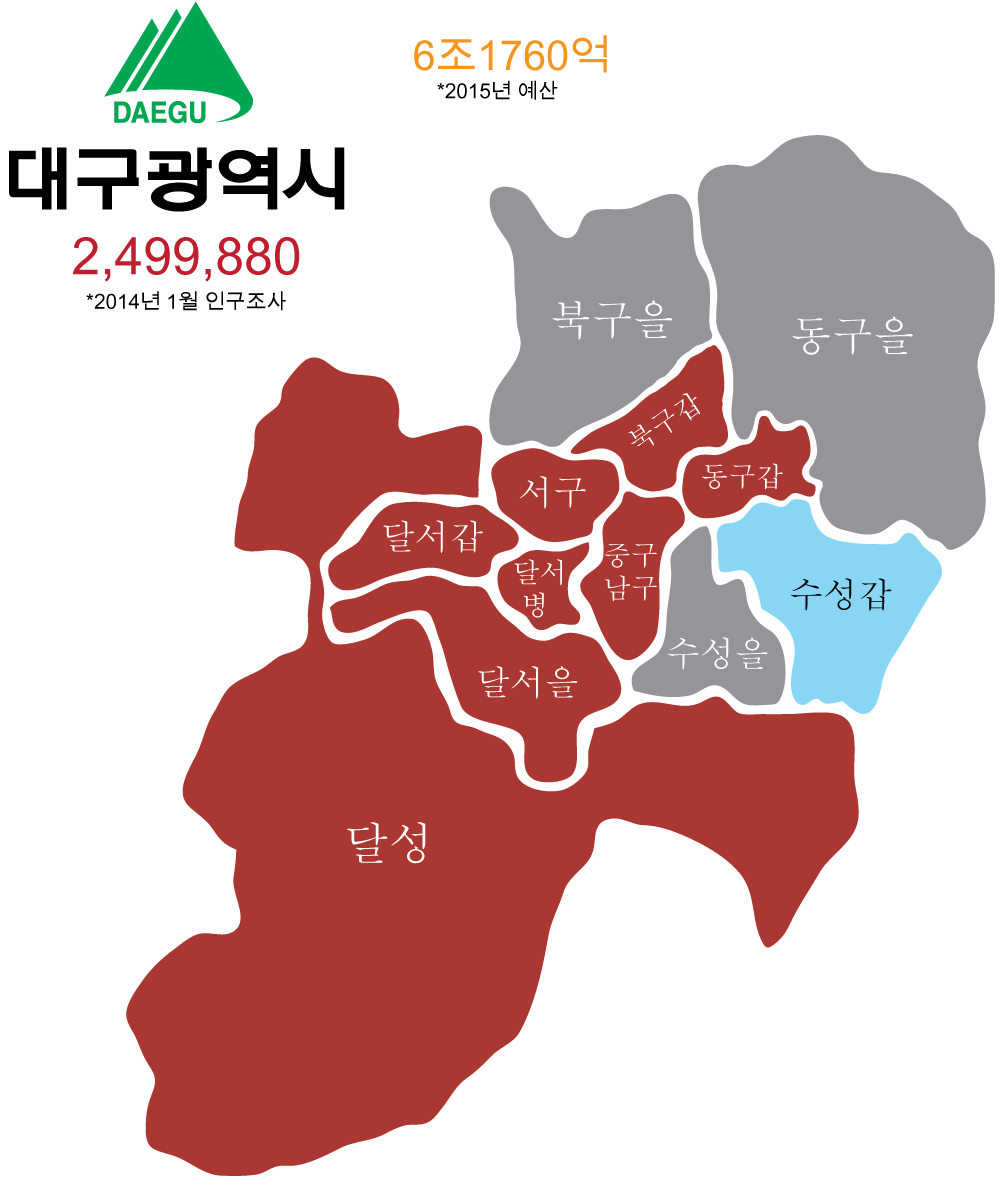 DAEGU
대구광역시
2,499,880
*2014년 1월 인구조사
6조1760억
*2015년 예산
북구을
동구을
북구갑
동구갑
서구
달서갑
중구
남구
달서
병
수성갑
수성을
달서을
달성